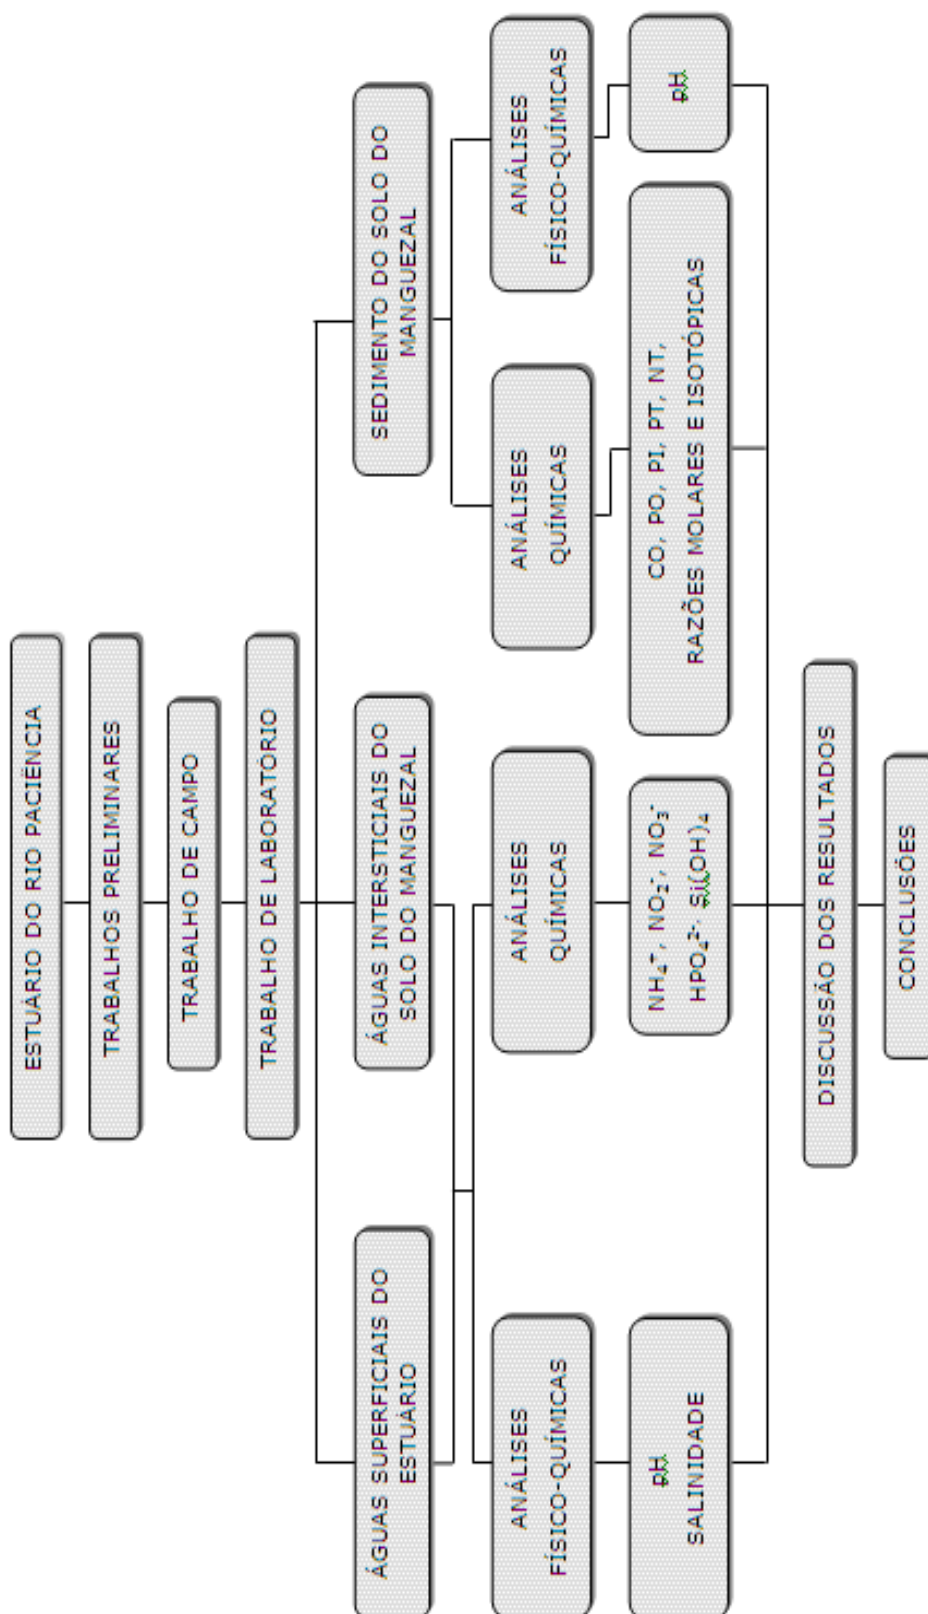 ESTUÁRIO DO RIO PACIÊNCIA
TRABALHOS PRELIMINARES
TRABALHO DE CAMPO
TRABALHO DE LABORATÓRIO
ÁGUAS SUPERFICIAIS DO
ESTUÁRIO
ÁGUAS INTERSTICIAIS DO
SOLO DO MANGUEZAL
SEDIMENTO DO SOLO DO
MANGUEZAL
ANÁLISES
FÍSICO-QUÍMICAS
ANÁLISES
QUÍMICAS
ANÁLISES
QUÍMICAS
ANÁLISES
FÍSICO-QUÍMICAS
pH
SALINIDADE
NH₄⁺, NO₂⁻, NO₃⁻
HPO₄²⁻, Si(OH)₄
CO, PO, PI, PT, NT,
RAZÕES MOLARES E ISOTÓPICAS
pH
DISCUSSÃO DOS RESULTADOS
CONCLUSÕES